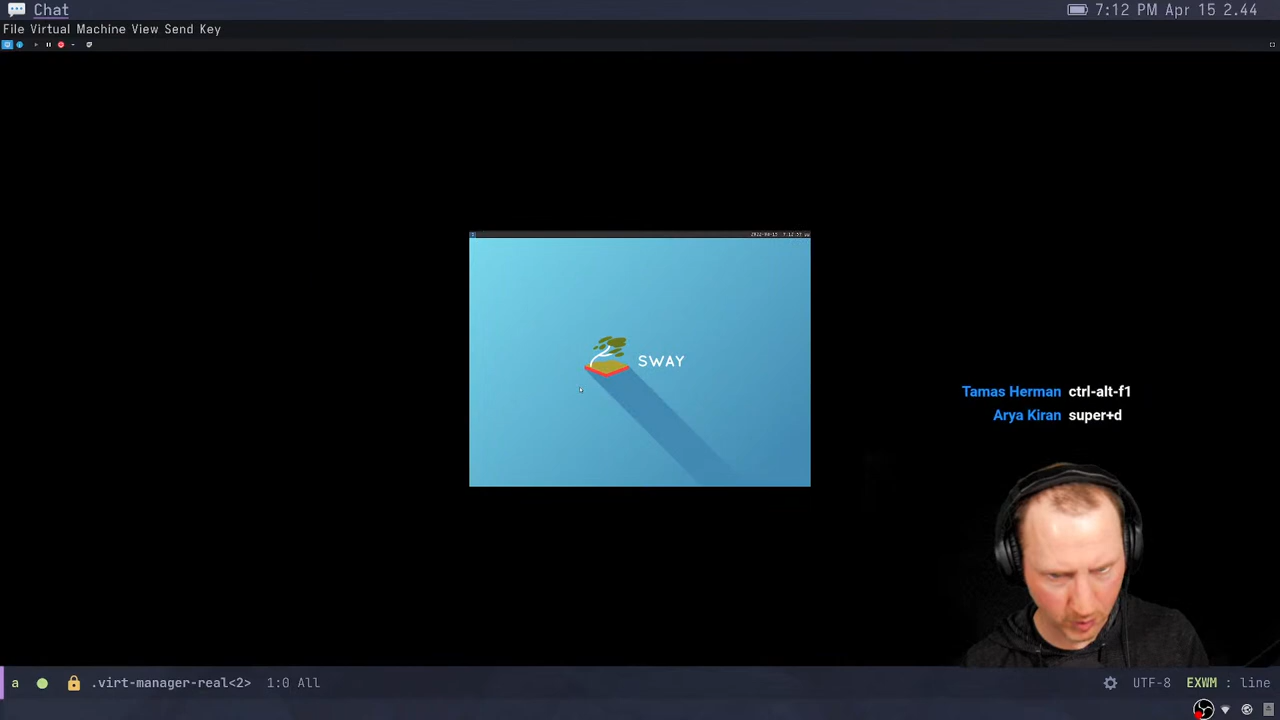 Chat
7:12 PM Apr 15 2.44
File Virtual Machine View Send Key
SWAY
Tamas Herman ctrl-alt-f1
Arya Kiran super+d
a .virt-manager-real<2> 1:0 All
UTF-8 EXWM : line